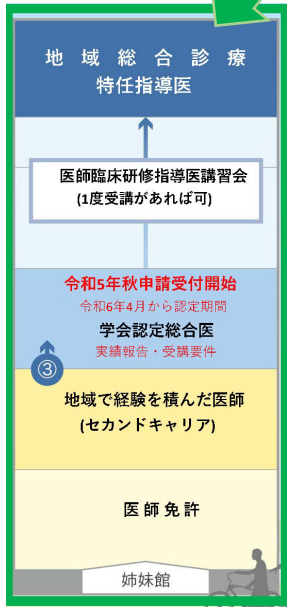 地域総合診療
特任指導医
医師臨床研修指導医講習会
(1度受講があれば可)
令和5年秋申請受付開始
令和6年4月から認定期間
学会認定総合医
実績報告・受講要件
③
地域で経験を積んだ医師
(セカンドキャリア)
医師免許
姉妹館